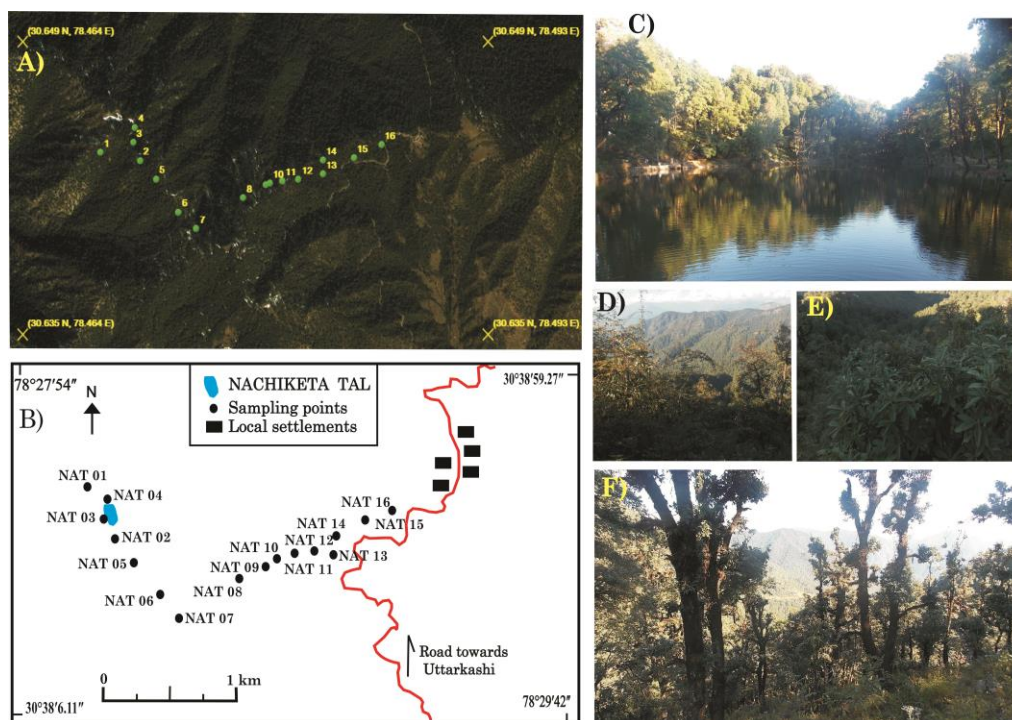 (30.649 N, 78.464 E)
(30.649 N, 78.493 E)
A)
4
3
1
2
5
6
7
8
10
11
12
14
13
15
16
(30.635 N, 78.464 E)
(30.635 N, 78.493 E)
B)
78°27'54"
30°38'59.27"
N
NACHIKETA TAL
Sampling points
Local settlements
NAT 01
NAT 04
NAT 03
NAT 02
NAT 05
NAT 06
NAT 07
NAT 08
NAT 09
NAT 10
NAT 11
NAT 12
NAT 13
NAT 14
NAT 15
NAT 16
Road towards
Uttarkashi
0
1 km
30°38'6.11"
78°29'42"
C)
D)
E)
F)